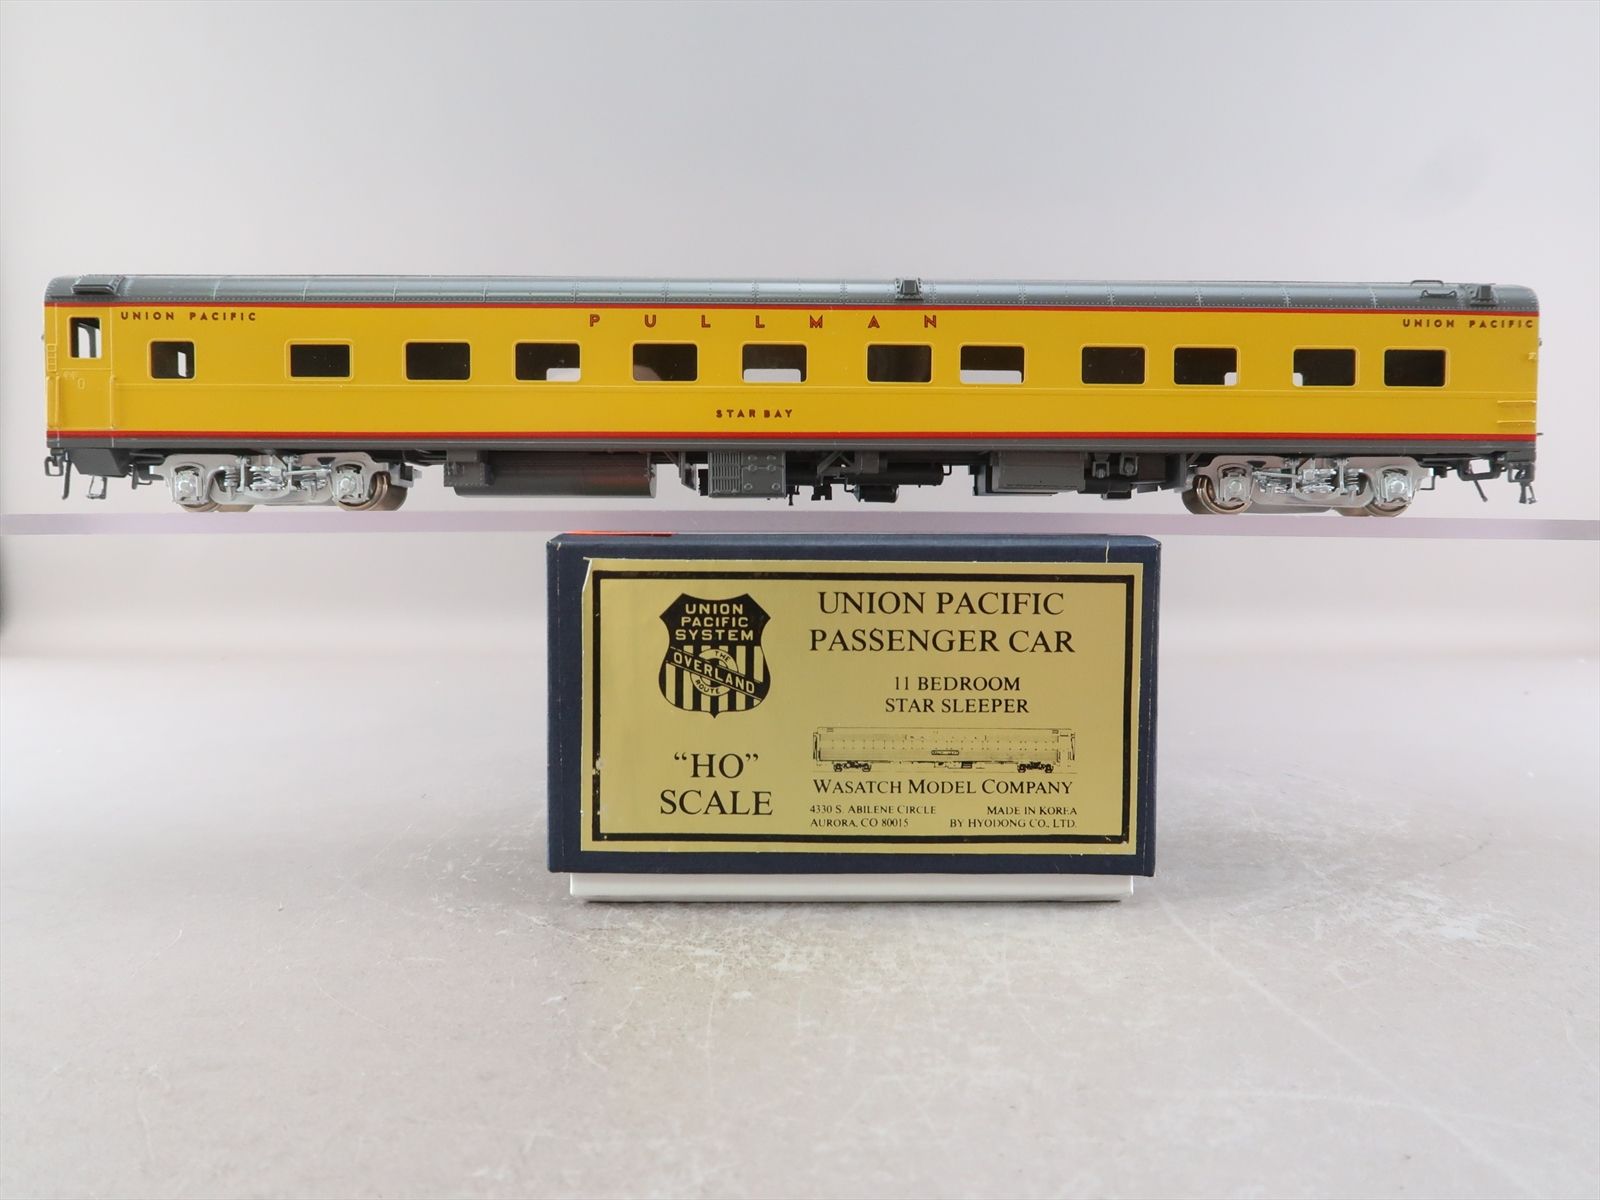 UNION PACIFIC
PULLMAN
UNION PACIFIC
STAR BAY
UNION
PACIFIC
SYSTEM
THE
OVERLAND
ROUTE
"HO"
SCALE
UNION PACIFIC
PASSENGER CAR
11 BEDROOM
STAR SLEEPER
WASATCH MODEL COMPANY
4330 S. ABILENE CIRCLE MADE IN KOREA
AURORA, CO 80015 BY HYODONG CO., LTD.